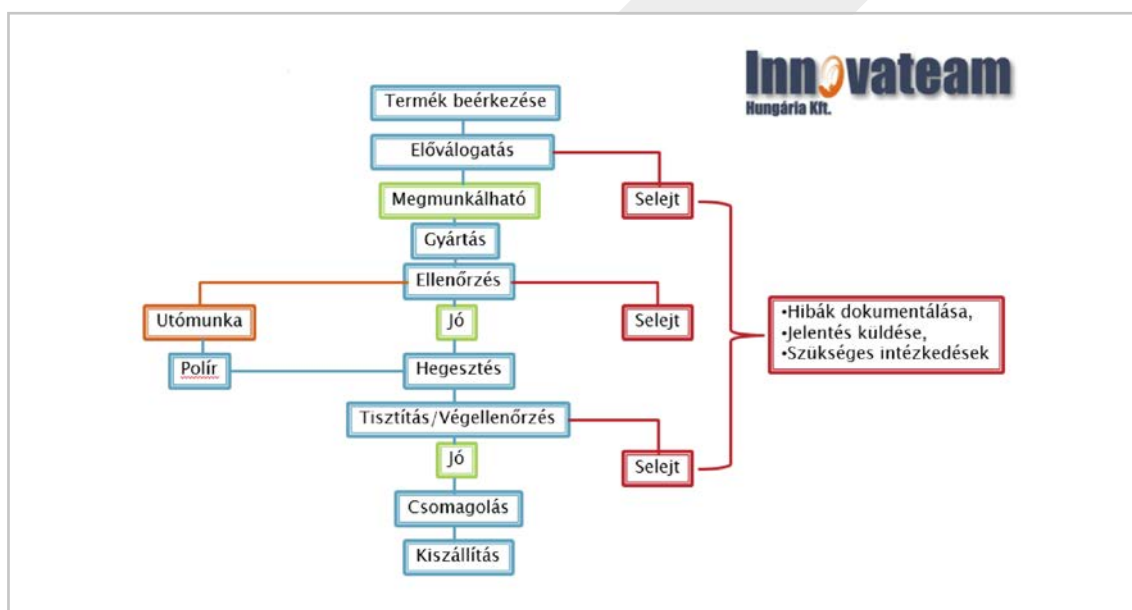 Innovateam
Hungária Kft.
Termék beérkezése
Előválogatás
Megmunkálható
Selejt
Gyártás
Ellenőrzés
Utómunka
Jó
Selejt
•Hibák dokumentálása,
•Jelentés küldése,
•Szükséges intézkedések
Polír
Hegesztés
Tisztítás/Végellenőrzés
Jó
Selejt
Csomagolás
Kiszállítás